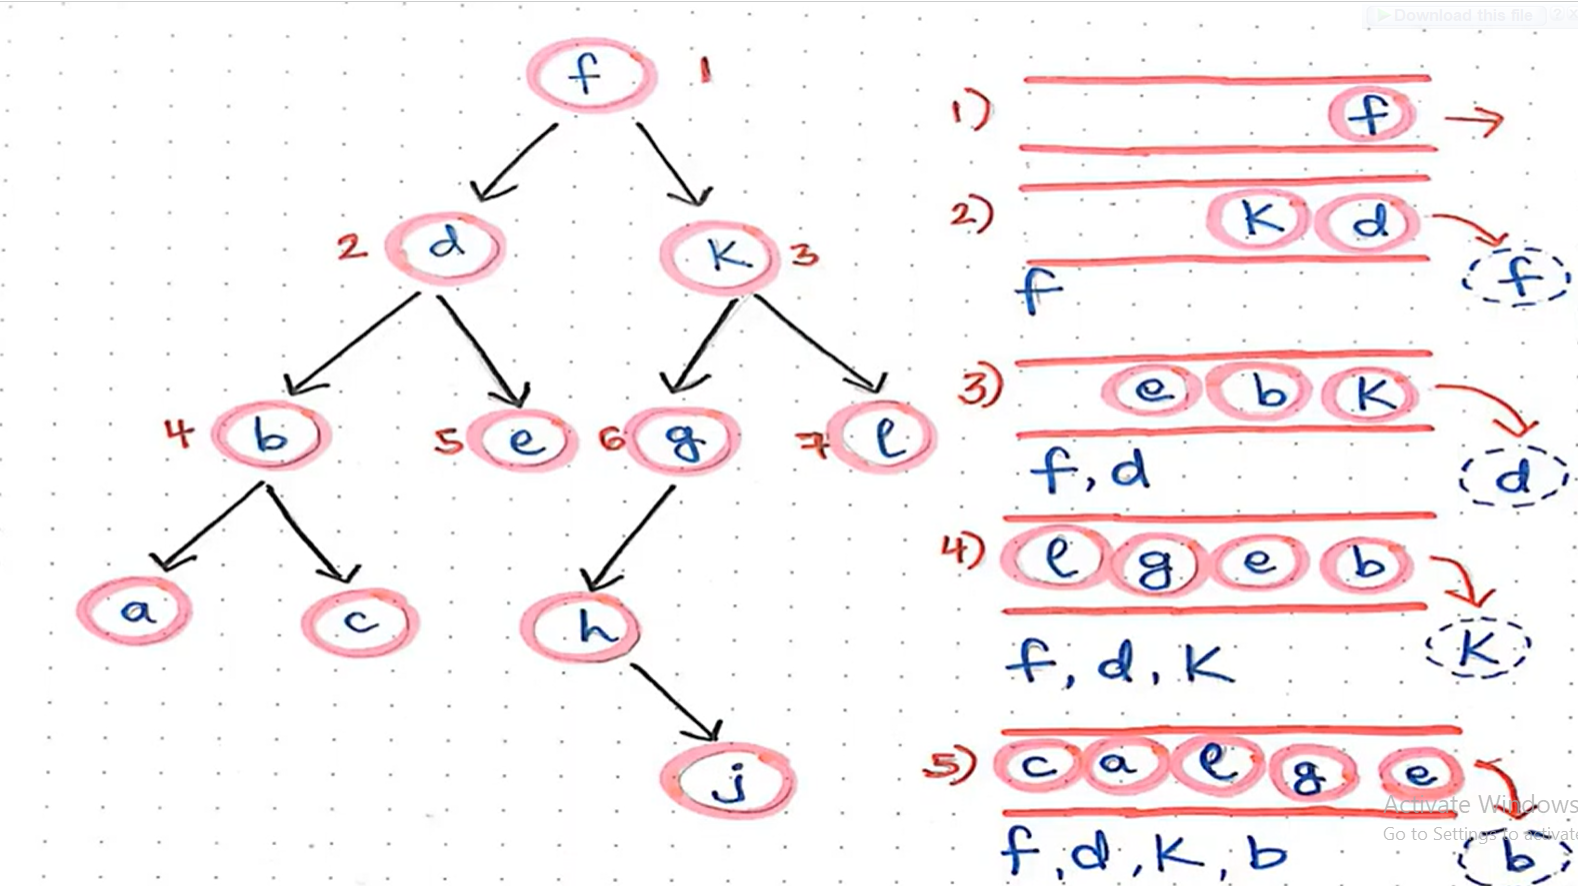 Download this file
f 1
2 d
K 3
4 b
5 e
6 g
7 l
a
c
h
j
1) f
2) K d
f
f
3) e b K
f, d
d
4) l g e b
f, d, K
K
5) c a l g e
f, d, K, b
b
Activate Windows
Go to Settings to activate